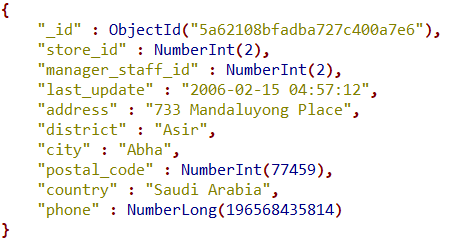 {
"_id" : ObjectId("5a62108bfadba727c400a7e6"),
"store_id" : NumberInt(2),
"manager_staff_id" : NumberInt(2),
"last_update" : "2006-02-15 04:57:12",
"address" : "733 Mandaluyong Place",
"district" : "Asir",
"city" : "Abha",
"postal_code" : NumberInt(77459),
"country" : "Saudi Arabia",
"phone" : NumberLong(196568435814)
}